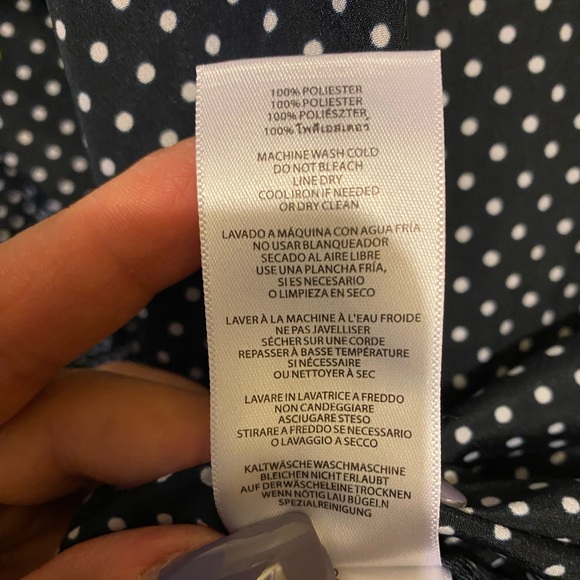 100% POLIESTER
100% POLIESTER
100% POLIÉSZTER
100% โพลีเอสเตอร์
MACHINE WASH COLD
DO NOT BLEACH
LINE DRY
COOL IRON IF NEEDED
OR DRY CLEAN
LAVADO A MÁQUINA CON AGUA FRÍA
NO USAR BLANQUEADOR
SECADO AL AIRE LIBRE
USE UNA PLANCHA FRÍA,
SI ES NECESARIO
O LIMPIEZA EN SECO
LAVER À LA MACHINE À L'EAU FROIDE
NE PAS JAVELLISER
SÉCHER SUR UNE CORDE
REPASSER À BASSE TEMPÉRATURE
SI NÉCESSAIRE
OU NETTOYER À SEC
LAVARE IN LAVATRICE A FREDDO
NON CANDEGGIARE
ASCIUGARE STESO
STIRARE A FREDDO SE NECESSARIO
O LAVAGGIO A SECCO
KALTWÄSCHE WASCHMASCHINE
BLEICHEN NICHT ERLAUBT
AUF DER WÄSCHELEINE TROCKNEN
WENN NÖTIG LAU BÜGELN
SPEZIALREINIGUNG